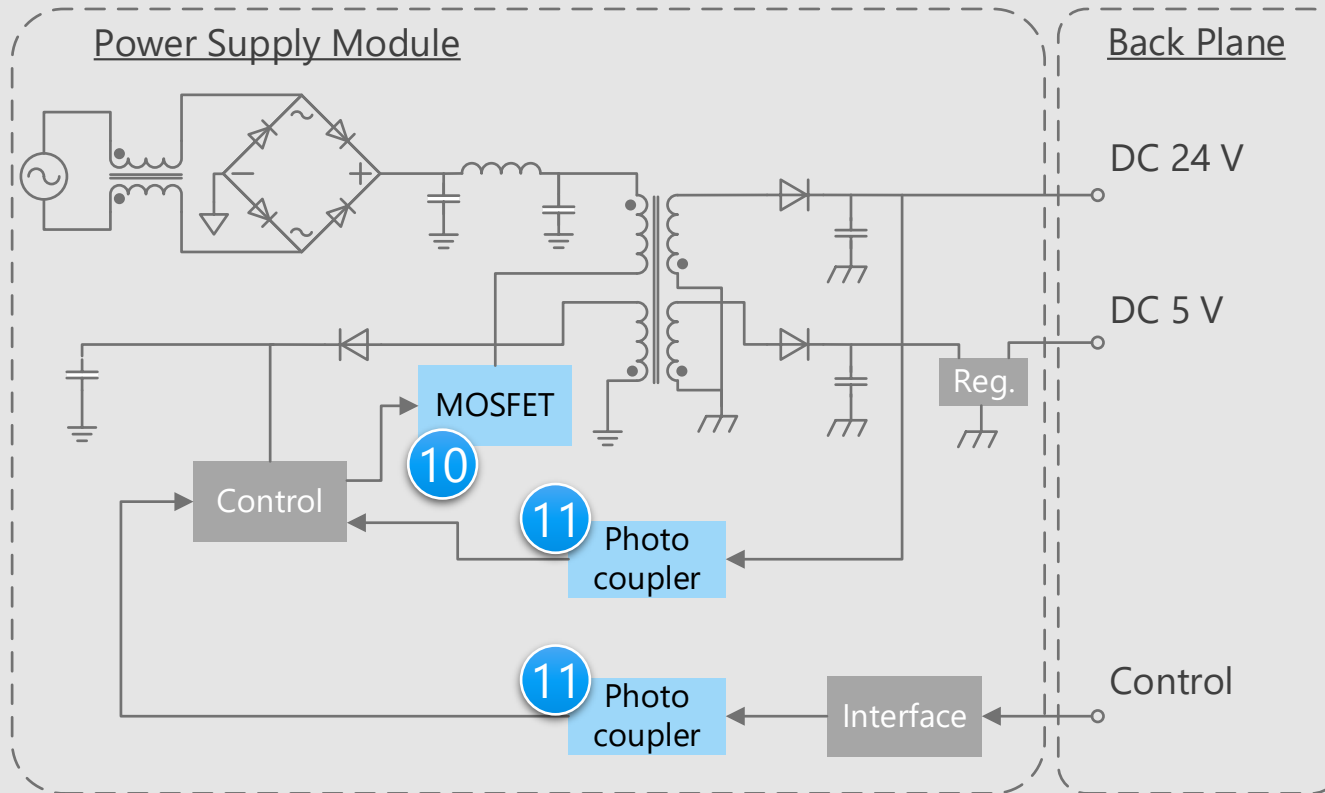 Power Supply Module
Back Plane
DC 24 V
DC 5 V
Reg.
MOSFET
10
Control
11
Photo
coupler
11
Photo
coupler
Interface
Control